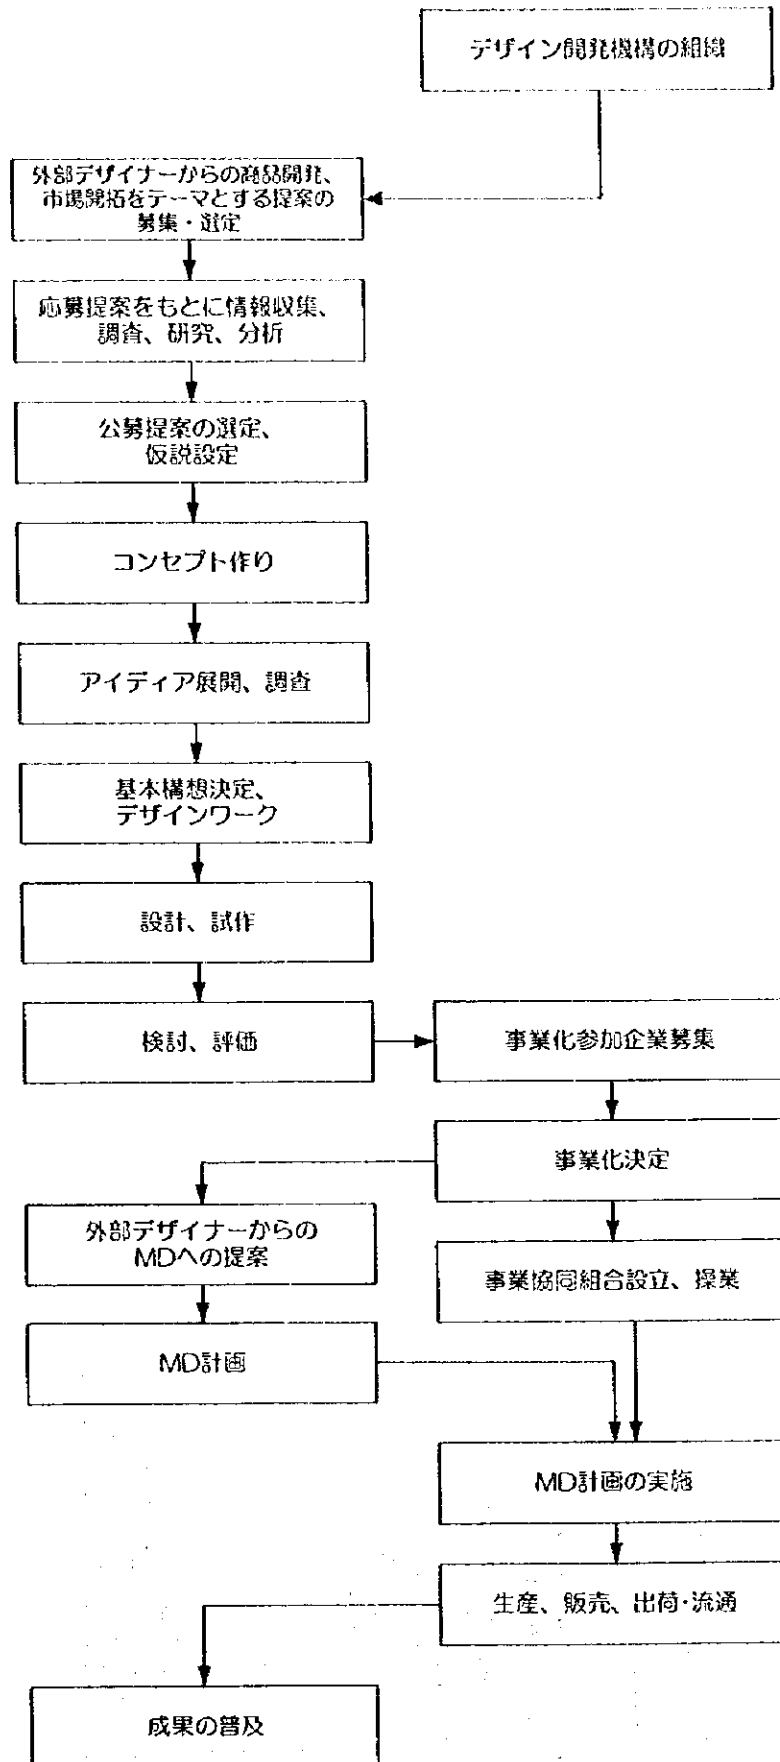 デザイン開発機構の組織
外部デザイナーからの商品開発、
市場開拓をテーマとする提案の
募集・選定
応募提案をもとに情報収集、
調査、研究、分析
公募提案の選定、
仮説設定
コンセプト作り
アイディア展開、調査
基本構想決定、
デザインワーク
設計、試作
検討、評価
事業化参加企業募集
事業化決定
外部デザイナーからの
MDへの提案
事業協同組合設立、操業
MD計画
MD計画の実施
生産、販売、出荷・流通
成果の普及